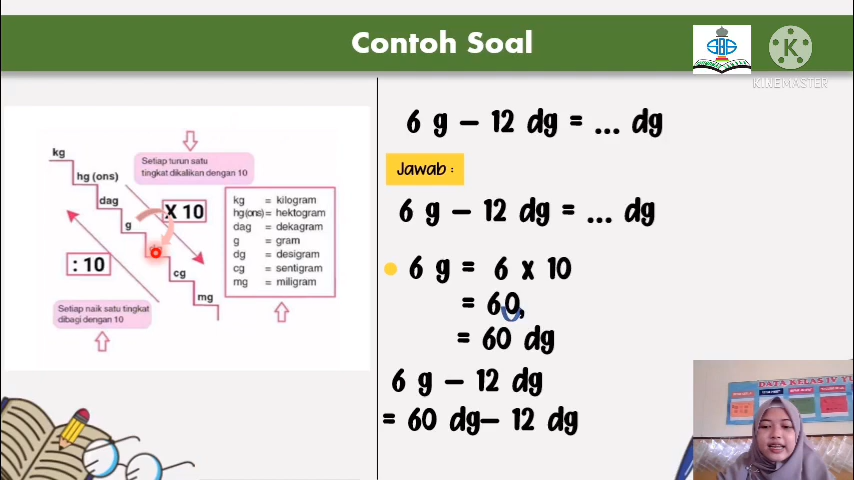 Contoh Soal
K
KINEMASTER
kg
hg (ons)
dag
g
cg
mg
Setiap turun satu
tingkat dikalikan dengan 10
X 10
: 10
Setiap naik satu tingkat
dibagi dengan 10
kg = kilogram
hg(ons) = hektogram
dag = dekagram
g = gram
dg = desigram
cg = sentigram
mg = miligram
6 g – 12 dg = ... dg
Jawab :
6 g – 12 dg = ... dg
6 g = 6 x 10
= 60,
= 60 dg
6 g – 12 dg
= 60 dg– 12 dg
DATA KELAS IV